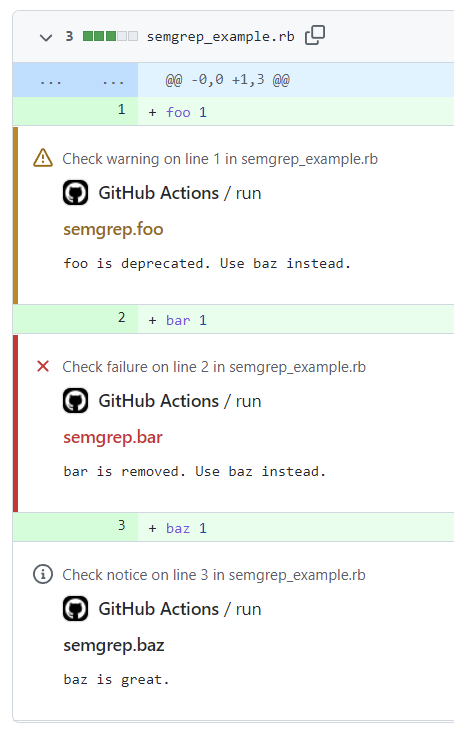 3 semgrep_example.rb
... ... @@ -0,0 +1,3 @@
1 + foo 1
Check warning on line 1 in semgrep_example.rb
GitHub Actions / run
semgrep.foo
foo is deprecated. Use baz instead.
2 + bar 1
Check failure on line 2 in semgrep_example.rb
GitHub Actions / run
semgrep.bar
bar is removed. Use baz instead.
3 + baz 1
Check notice on line 3 in semgrep_example.rb
GitHub Actions / run
semgrep.baz
baz is great.